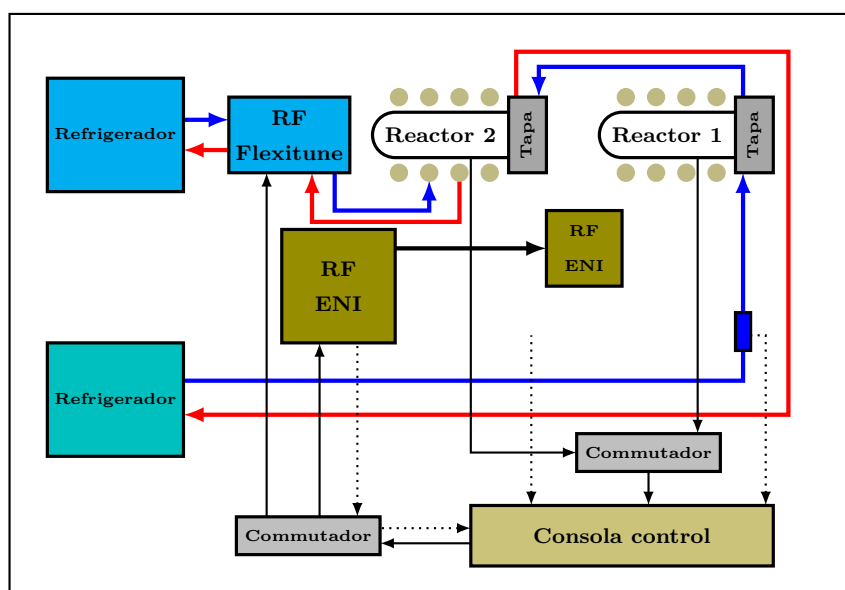 Refrigerador
RF
Flexitune
Reactor 2
Tapa
Reactor 1
Tapa
RF
ENI
RF
ENI
Refrigerador
Commutador
Commutador
Consola control